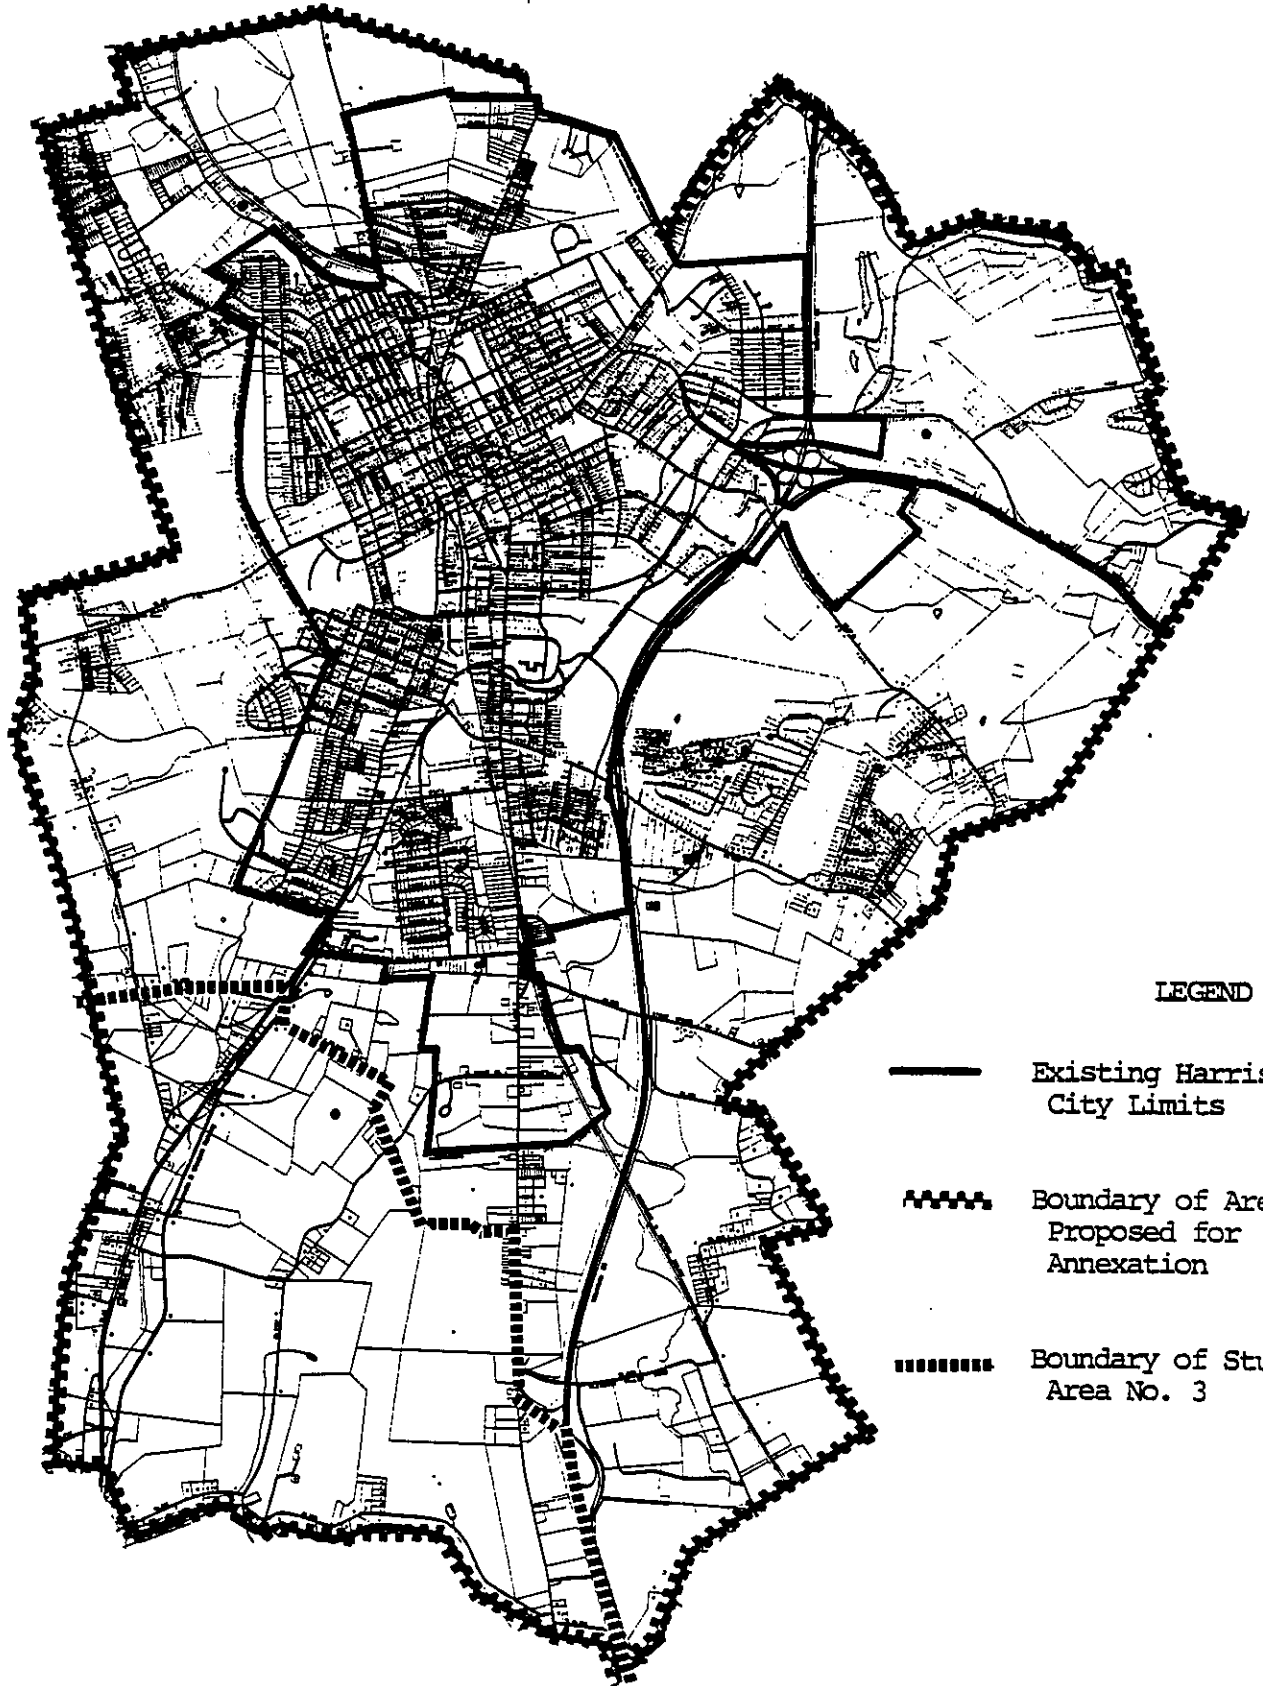 LEGEND
Existing Harris
City Limits
Boundary of Are
Proposed for
Annexation
Boundary of Stu
Area No. 3